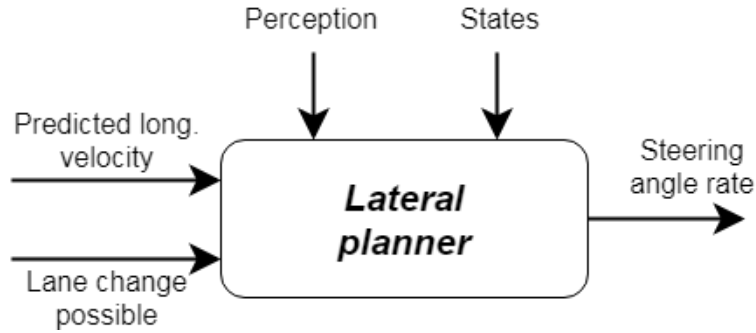 Perception
States
Predicted long.
velocity
Steering
angle rate
Lateral
planner
Lane change
possible